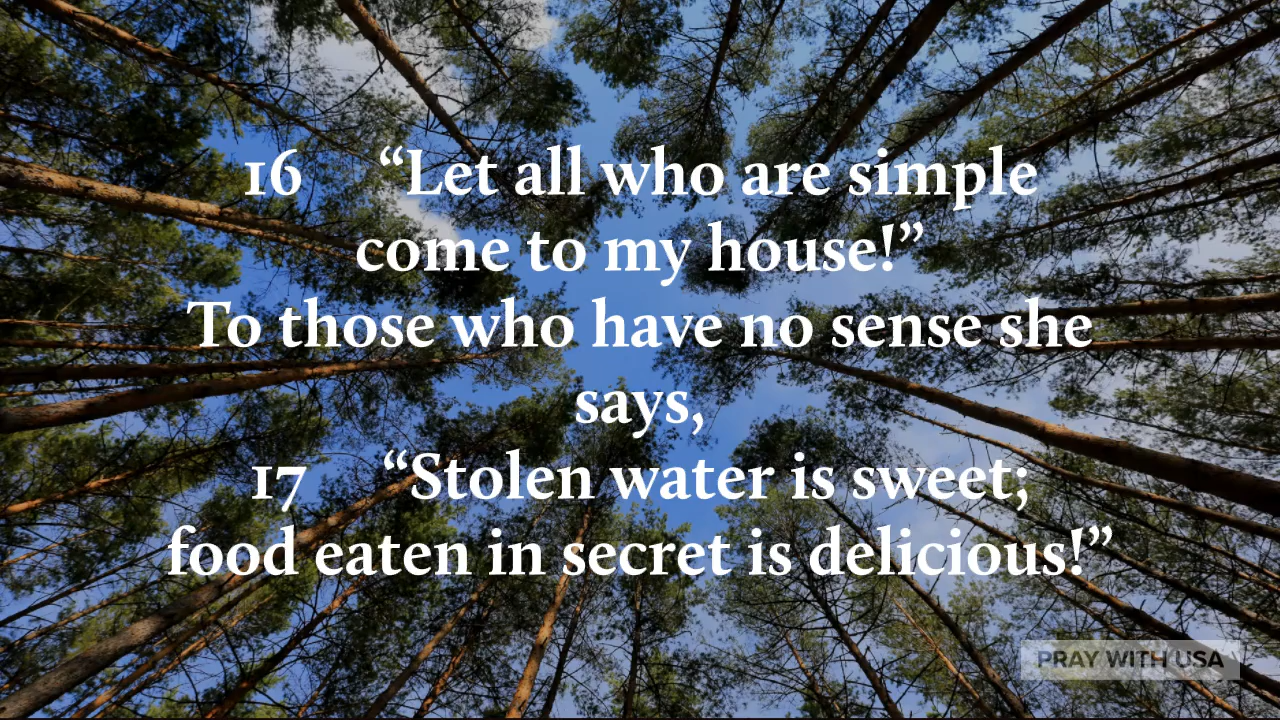 16 “Let all who are simple
come to my house!”
To those who have no sense she
says,
17 “Stolen water is sweet;
food eaten in secret is delicious!”
PRAY WITH USA